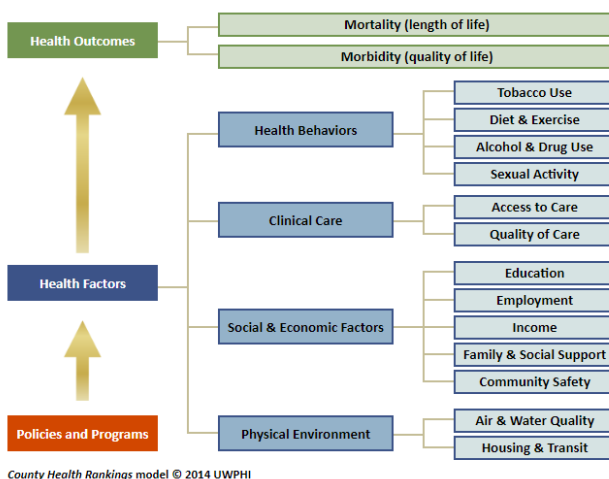 Health Outcomes
Mortality (length of life)
Morbidity (quality of life)
Health Behaviors
Tobacco Use
Diet & Exercise
Alcohol & Drug Use
Sexual Activity
Clinical Care
Access to Care
Quality of Care
Health Factors
Social & Economic Factors
Education
Employment
Income
Family & Social Support
Community Safety
Policies and Programs
Physical Environment
Air & Water Quality
Housing & Transit
County Health Rankings model © 2014 UWPHI